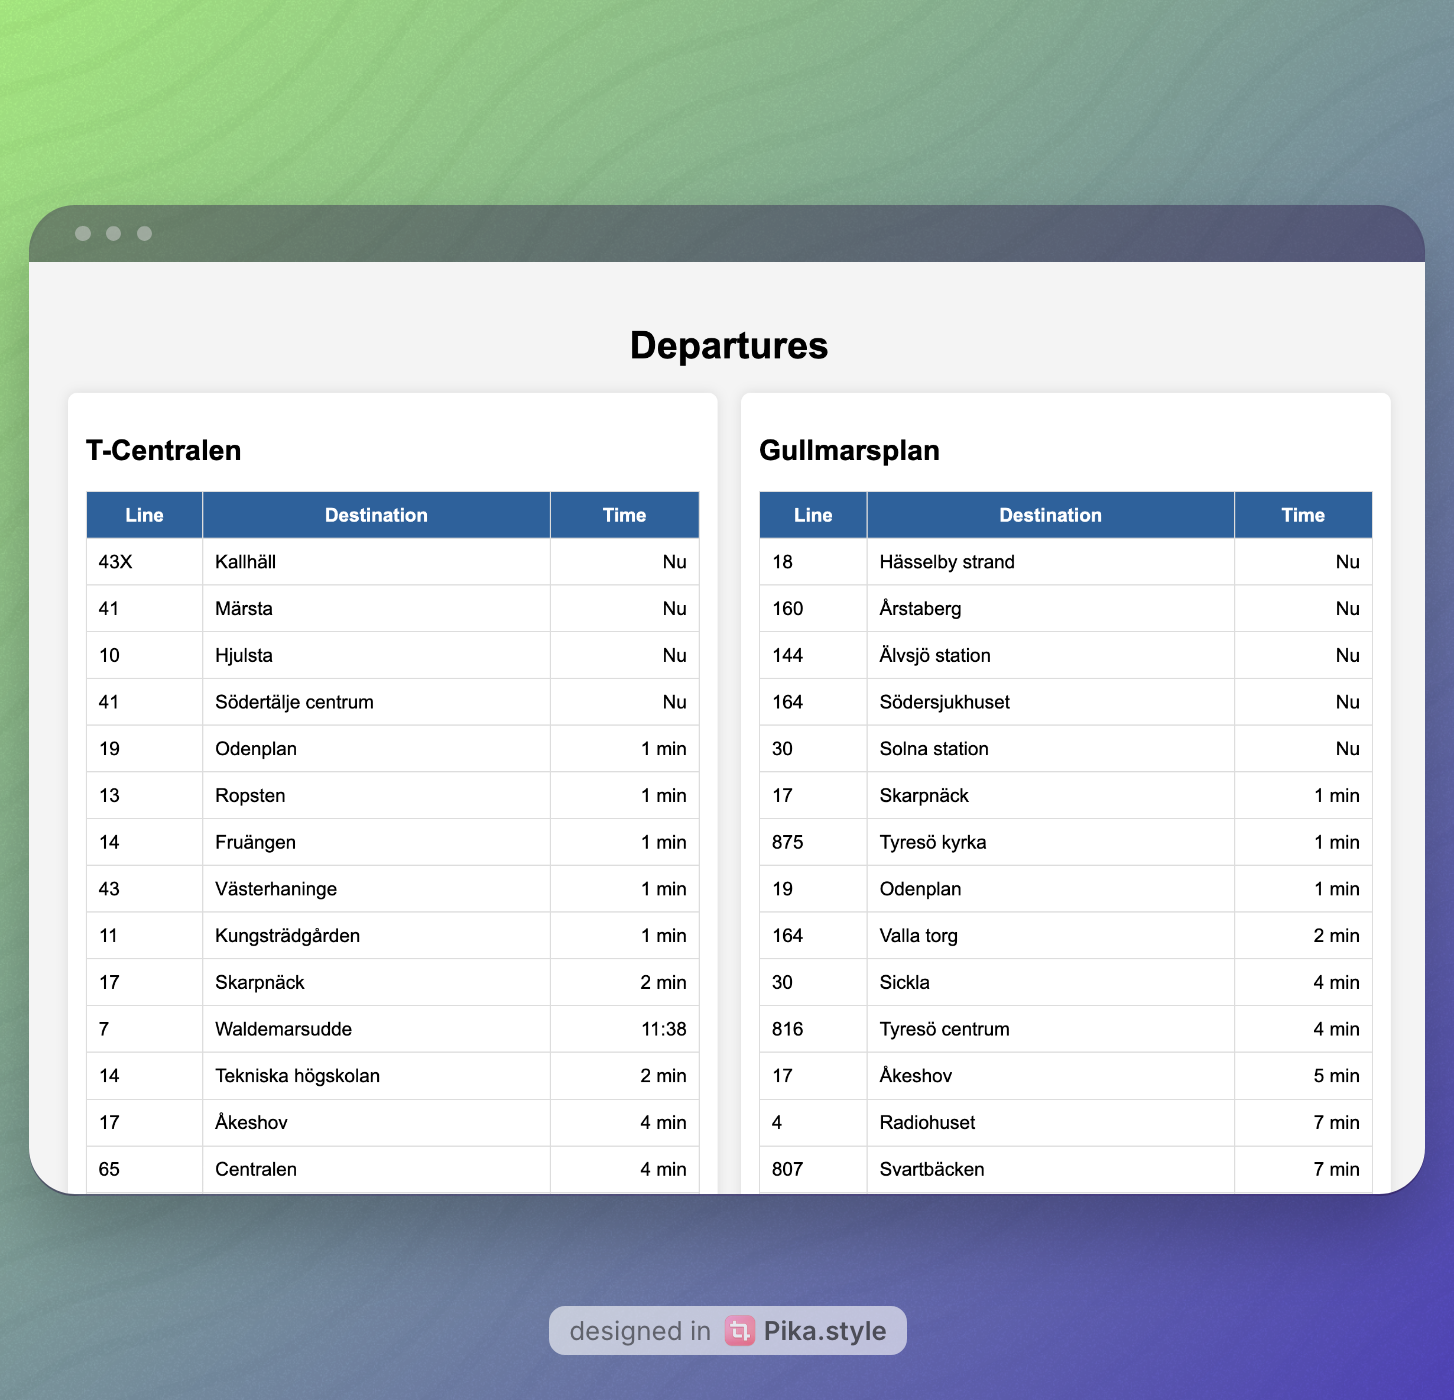 Departures
T-Centralen
Line Destination Time
43X Kallhäll Nu
41 Märsta Nu
10 Hjulsta Nu
41 Södertälje centrum Nu
19 Odenplan 1 min
13 Ropsten 1 min
14 Fruängen 1 min
43 Västerhaninge 1 min
11 Kungsträdgården 1 min
17 Skarpnäck 2 min
7 Waldemarsudde 11:38
14 Tekniska högskolan 2 min
17 Åkeshov 4 min
65 Centralen 4 min
Gullmarsplan
Line Destination Time
18 Hässelby strand Nu
160 Årstaberg Nu
144 Älvsjö station Nu
164 Södersjukhuset Nu
30 Solna station Nu
17 Skarpnäck 1 min
875 Tyresö kyrka 1 min
19 Odenplan 1 min
164 Valla torg 2 min
30 Sickla 4 min
816 Tyresö centrum 4 min
17 Åkeshov 5 min
4 Radiohuset 7 min
807 Svartbäcken 7 min
designed in Pika.style